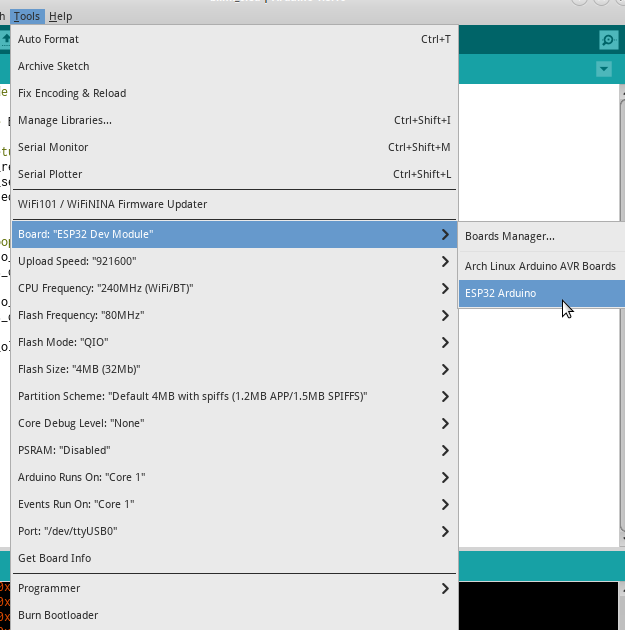 Tools Help
Auto Format Ctrl+T
Archive Sketch
Fix Encoding & Reload
Manage Libraries... Ctrl+Shift+I
Serial Monitor Ctrl+Shift+M
Serial Plotter Ctrl+Shift+L
WiFi101 / WiFiNINA Firmware Updater
Board: "ESP32 Dev Module"
Boards Manager...
Arch Linux Arduino AVR Boards
ESP32 Arduino
Upload Speed: "921600"
CPU Frequency: "240MHz (WiFi/BT)"
Flash Frequency: "80MHz"
Flash Mode: "QIO"
Flash Size: "4MB (32Mb)"
Partition Scheme: "Default 4MB with spiffs (1.2MB APP/1.5MB SPIFFS)"
Core Debug Level: "None"
PSRAM: "Disabled"
Arduino Runs On: "Core 1"
Events Run On: "Core 1"
Port: "/dev/ttyUSB0"
Get Board Info
Programmer
Burn Bootloader
0x
0x
0x
0x